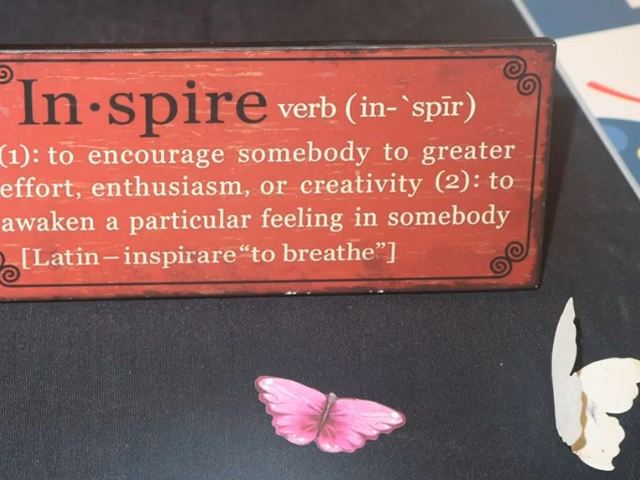 In·spire verb (in-`spīr)
(1): to encourage somebody to greater
effort, enthusiasm, or creativity (2): to
awaken a particular feeling in somebody
[Latin–inspirare “to breathe”]